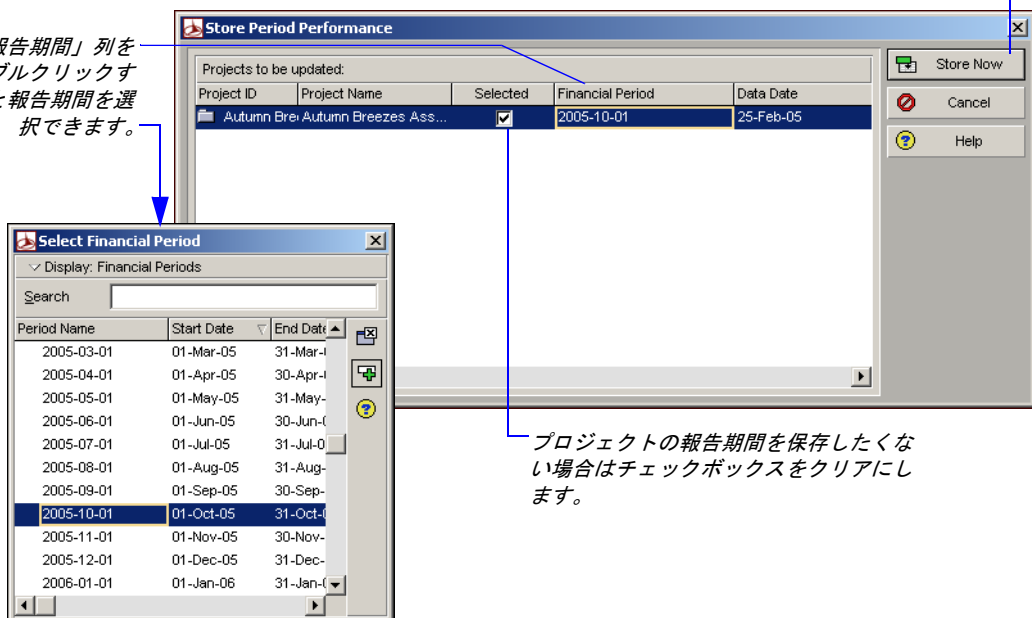 Store Period Performance
報告期間」列を
ブルクリックす
報告期間を選
択できます。
Projects to be updated:
Project ID Project Name Selected Financial Period Data Date
Autumn Bre Autumn Breezes Ass... 2005-10-01 25-Feb-05
Store Now
Cancel
Help
Select Financial Period
Display: Financial Periods
Search
Period Name Start Date End Date
2005-03-01 01-Mar-05 31-Mar-
2005-04-01 01-Apr-05 30-Apr-
2005-05-01 01-May-05 31-May-
2005-06-01 01-Jun-05 30-Jun-
2005-07-01 01-Jul-05 31-Jul-0
2005-08-01 01-Aug-05 31-Aug-
2005-09-01 01-Sep-05 30-Sep-
2005-10-01 01-Oct-05 31-Oct-
2005-11-01 01-Nov-05 30-Nov-
2005-12-01 01-Dec-05 31-Dec-
2006-01-01 01-Jan-06 31-Jan-
プロジェクトの報告期間を保存したくな
い場合はチェックボックスをクリアにし
ます。